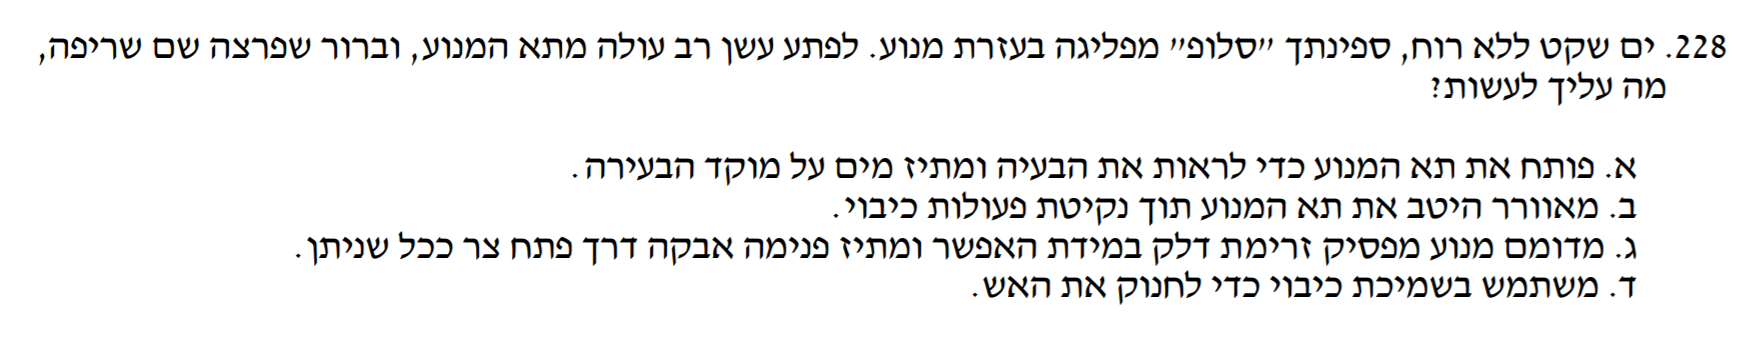 228. ים שקט ללא רוח, ספינתך "סלופ" מפליגה בעזרת מנוע. לפתע עשן רב עולה מתא המנוע, וברור שפרצה שם שריפה,
מה עליך לעשות?
א. פותח את תא המנוע כדי לראות את הבעיה ומתיז מים על מוקד הבעירה.
ב. מאוורר היטב את תא המנוע תוך נקיטת פעולות כיבוי.
ג. מדומם מנוע מפסיק זרימת דלק במידת האפשר ומתיז פנימה אבקה דרך פתח צר ככל שניתן.
ד. משתמש בשמיכת כיבוי כדי לחנוק את האש.